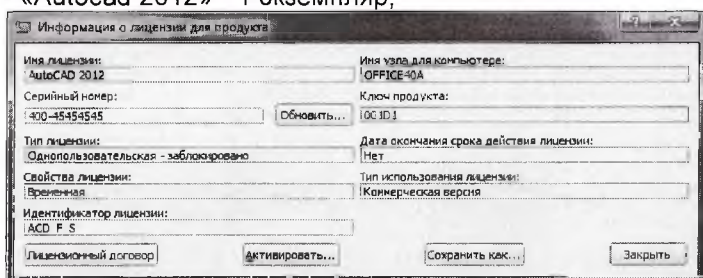 «Autocad 2012» - 1 экземпляр;
Информация о лицензии для продукта
Имя лицензии:
AutoCAD 2012
Имя узла для компьютера:
OFFICE40A
Серийный номер:
400-45454545
Обновить...
Ключ продукта:
001D1
Тип лицензии:
Однопользовательская - заблокировано
Дата окончания срока действия лицензии:
Нет
Свойства лицензии:
Временная
Тип использования лицензии:
Коммерческая версия
Идентификатор лицензии:
ACD F S
Лицензионный договор
Активировать...
Сохранить как...
Закрыть